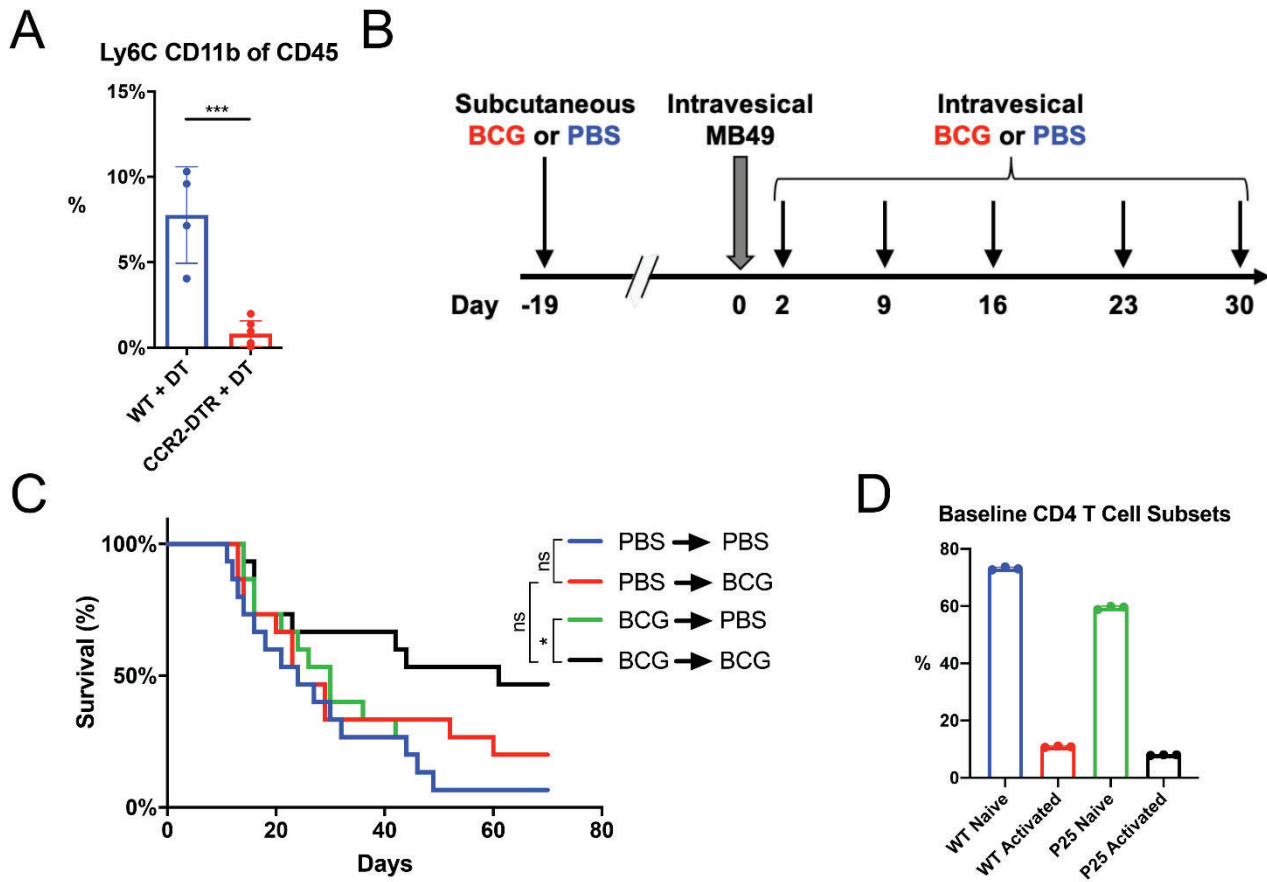 A
Ly6C CD11b of CD45
15%
10%
5%
0%
%
***
WT + DT
CCR2-DTR + DT
B
Subcutaneous
BCG or PBS
Intravesical
MB49
Intravesical
BCG or PBS
Day -19 0 2 9 16 23 30
C
100%
50%
0%
Survival (%)
0 20 40 60 80
Days
PBS PBS
PBS BCG
BCG PBS
BCG BCG
ns
ns
*
D
Baseline CD4 T Cell Subsets
80
60
40
20
0
%
WT Naive
WT Activated
P25 Naive
P25 Activated